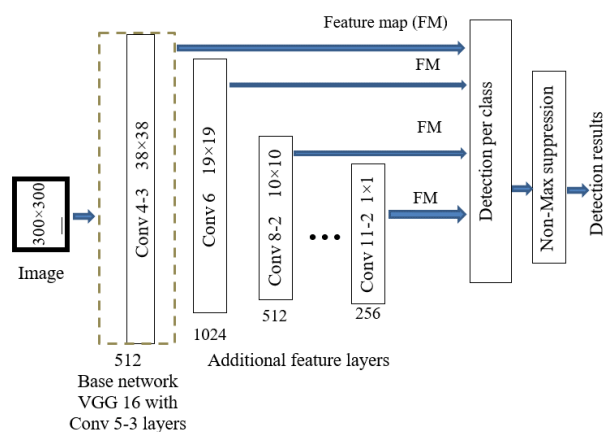 Feature map (FM)
FM
FM
FM
300×300
Image
Conv 4-3 38×38
Conv 6 19×19
Conv 8-2 10×10
Conv 11-2 1×1
Detection per class
Non-Max suppression
Detection results
512
1024
512
256
Additional feature layers
Base network
VGG 16 with
Conv 5-3 layers